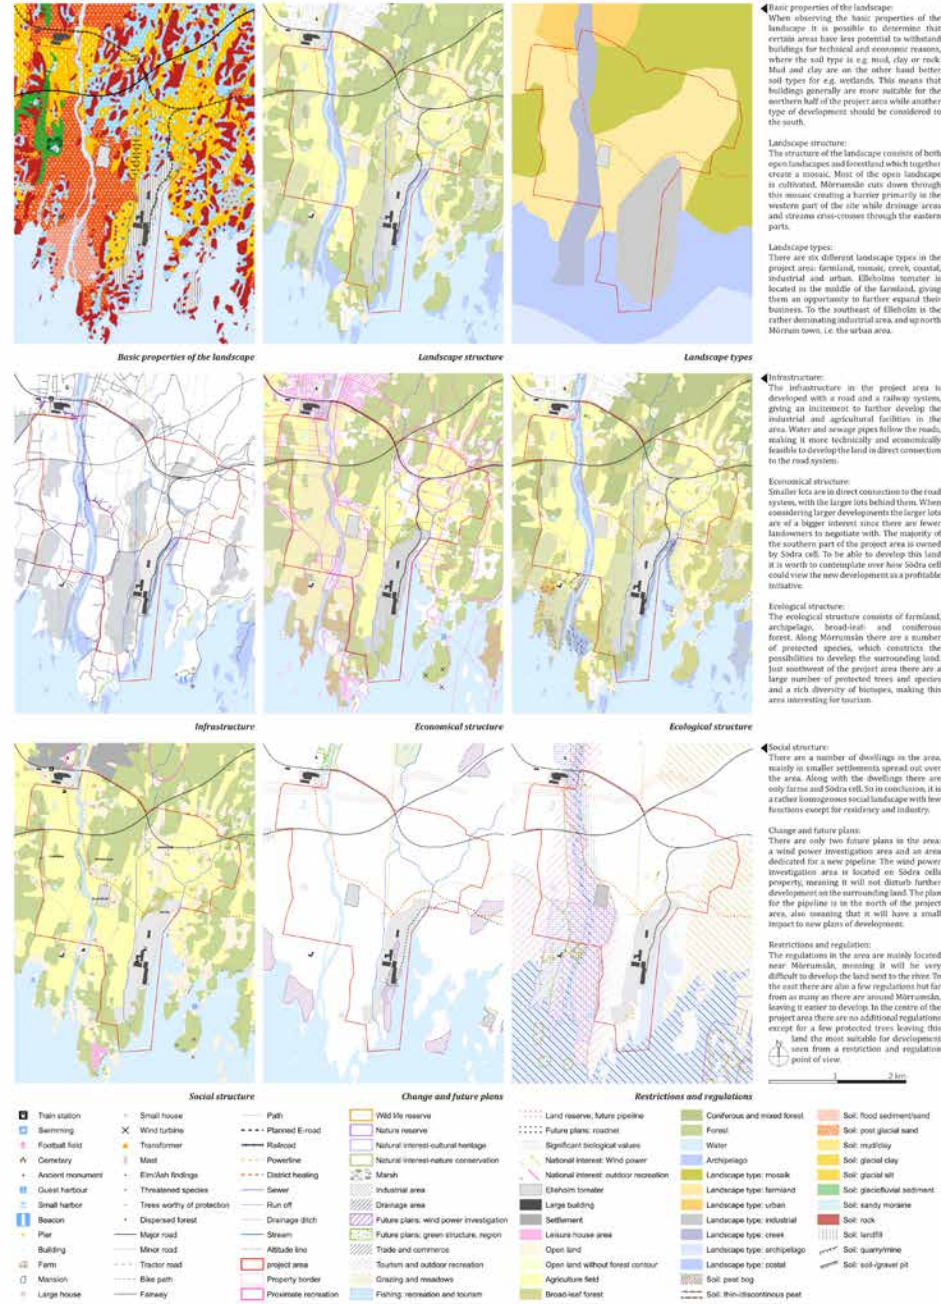 Basic properties of the landscape:
When observing the basic properties of the
landscape it is possible to determine that
certain areas have less potential to withstand
buildings for technical and economic reasons,
where the soil type is e.g. mud, clay or rock.
Mud and clay are on the other hand better
soil types for e.g. wetlands. This means that
buildings generally are more suitable for the
northern half of the project area while another
type of development should be considered to
the south.
Landscape structure:
The structure of the landscape consists of both
open landscapes and forestland which together
create a mosaic. Most of the open landscape
is cultivated. Mörrumsån cuts down through
this mosaic creating a barrier primarily in the
western part of the site while drainage areas
and streams criss-crosses through the eastern
parts.
Landscape types:
There are six different landscape types in the
project area: farmland, mosaic, creek, coastal,
industrial and urban. Elleholms tomater is
located in the middle of the farmland, giving
them an opportunity to further expand their
business. To the southeast of Elleholm is the
rather dominating industrial area, and up north
Mörrum town, i.e. the urban area.
Basic properties of the landscape
Landscape structure
Landscape types
Infrastructure:
The infrastructure in the project area is
developed with a road and a railway system,
giving an incitement to further develop the
industrial and agricultural facilities in the
area. Water and sewage pipes follow the roads,
making it more technically and economically
feasible to develop the land in direct connection
to the road system.
Economical structure:
Smaller lots are in direct connection to the road
system, with the larger lots behind them. When
considering larger developments the larger lots
are of a bigger interest since there are fewer
landowners to negotiate with. The majority of
the southern part of the project area is owned
by Södra cell. To be able to develop this land
it is worth to contemplate over how Södra cell
could view the new development as a profitable
initiative.
Ecological structure:
The ecological structure consists of farmland,
archipelago, broad-leaf- and coniferous
forest. Along Mörrumsån there are a number
of protected species, which constricts the
possibilities to develop the surrounding land.
Just southwest of the project area there are a
large number of protected trees and species
and a rich diversity of biotopes, making this
area interesting for tourism.
Infrastructure
Economical structure
Ecological structure
Social structure:
There are a number of dwellings in the area,
mainly in smaller settlements spread out over
the area. Along with the dwellings there are
only farms and Södra cell. So in conclusion, it is
a rather homogeneous social landscape with few
functions except for residency and industry.
Change and future plans:
There are only two future plans in the area:
a wind power investigation area and an area
dedicated for a new pipeline. The wind power
investigation area is located on Södra cells
property, meaning it will not disturb further
development on the surrounding land. The plan
for the pipeline is in the north of the project
area, also meaning that it will have a small
impact to new plans of development.
Restrictions and regulation:
The regulations in the area are mainly located
near Mörrumsån, meaning it will be very
difficult to develop the land next to the river. To
the east there are also a few regulations but far
from as many as there are around Mörrumsån,
leaving it easier to develop. In the centre of the
project area there are no additional regulations
except for a few protected trees leaving this
land the most suitable for development
seen from a restriction and regulation
point of view.
1 2 km
Social structure
Change and future plans
Restrictions and regulations
Train station
Swimming
Football field
Cemetary
Ancient monument
Guest harbour
Small harbor
Beacon
Pier
Building
Farm
Mansion
Large house
Small house
Wind turbine
Transformer
Mast
Elm/Ash findings
Threatened species
Trees worthy of protection
Dispersed forest
Major road
Minor road
Tractor road
Bike path
Fairway
Path
Planned E-road
Railroad
Powerline
District heating
Sewer
Run off
Drainage ditch
Stream
Altitude line
project area
Property border
Proximate recreation
Wild life reserve
Nature reserve
Natural interest-cultural heritage
Natural interest-nature conservation
Marsh
Industrial area
Drainage area
Future plans: wind power investigation
Future plans: green structure, region
Trade and commerce
Tourism and outdoor recreation
Grazing and meadows
Fishing: recreation and tourism
Land reserve, future pipeline
Future plans: roadnet
Significant biological values
National interest: Wind power
National interest: outdoor recreation
Elleholm tomater
Large building
Settlement
Leisure house area
Open land
Open land without forest contour
Agriculture field
Broad-leaf forest
Coniferous and mixed forest
Forest
Water
Archipelago
Landscape type: mosaik
Landscape type: farmland
Landscape type: urban
Landscape type: industrial
Landscape type: creek
Landscape type: archipelago
Landscape type: costal
Soil: peat bog
Soil: thin-/discontinous peat
Soil: flood sediment/sand
Soil: post glacial sand
Soil: mud/clay
Soil: glacial clay
Soil: glacial silt
Soil: glaciofluvial sediment
Soil: sandy moraine
Soil: rock
Soil: landfill
Soil: quarry/mine
Soil: soil-/gravel pit